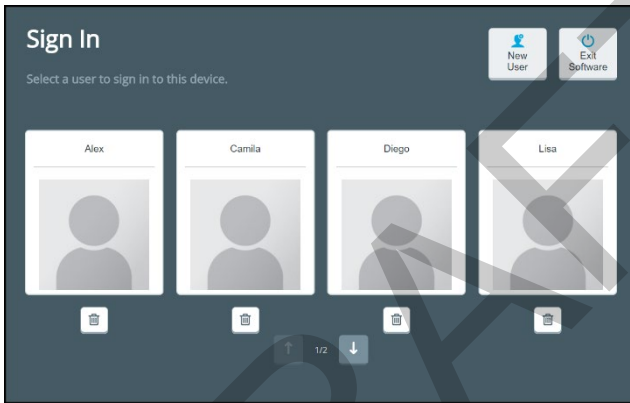 Sign In
Select a user to sign in to this device.
New
User
Exit
Software
Alex
Camila
Diego
Lisa
1/2